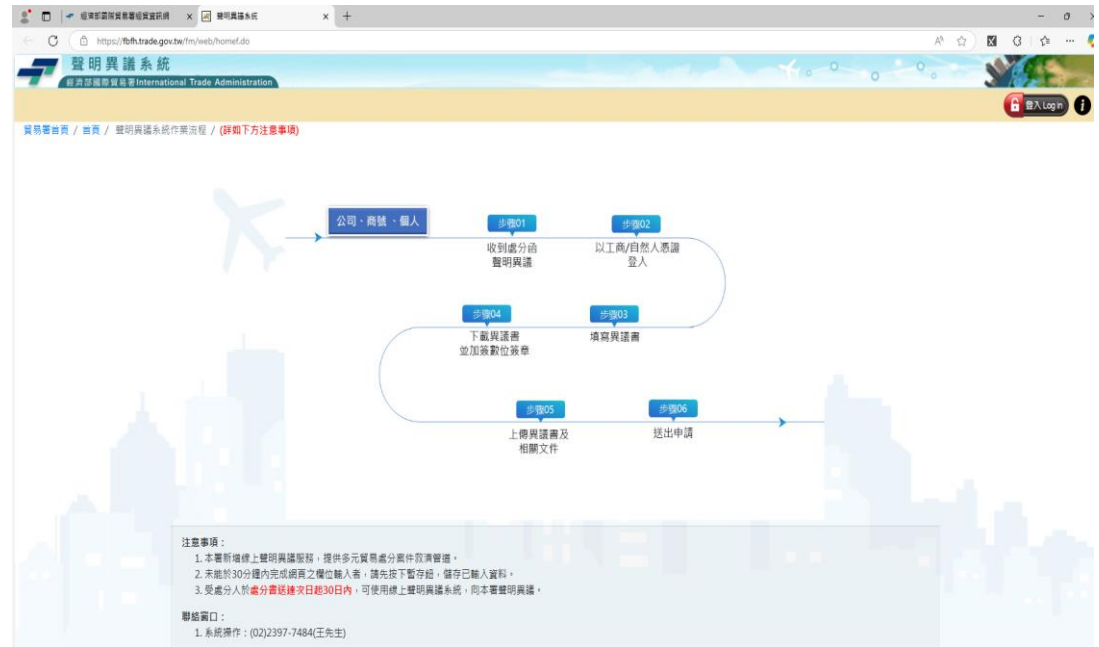 經濟部國際貿易署經貿資訊網
聲明異議系統
https://fbfh.trade.gov.tw/fm/web/homef.do
聲明異議系統
經濟部國際貿易署International Trade Administration
登入 Login
貿易署首頁 / 首頁 / 聲明異議系統作業流程 / (詳如下方注意事項)
公司、商號、個人
步驟01
收到處分函
聲明異議
步驟02
以工商/自然人憑證
登入
步驟04
下載異議書
並加簽數位簽章
步驟03
填寫異議書
步驟05
上傳異議書及
相關文件
步驟06
送出申請
注意事項：
1. 本署新增線上聲明異議服務，提供多元貿易處分案件救濟管道。
2. 未能於30分鐘內完成網頁之欄位輸入者，請先按下暫存鈕，儲存已輸入資料。
3. 受處分人於處分書送達次日起30日內，可使用線上聲明異議系統，向本署聲明異議。
聯絡窗口：
1. 系統操作：(02)2397-7484(王先生)